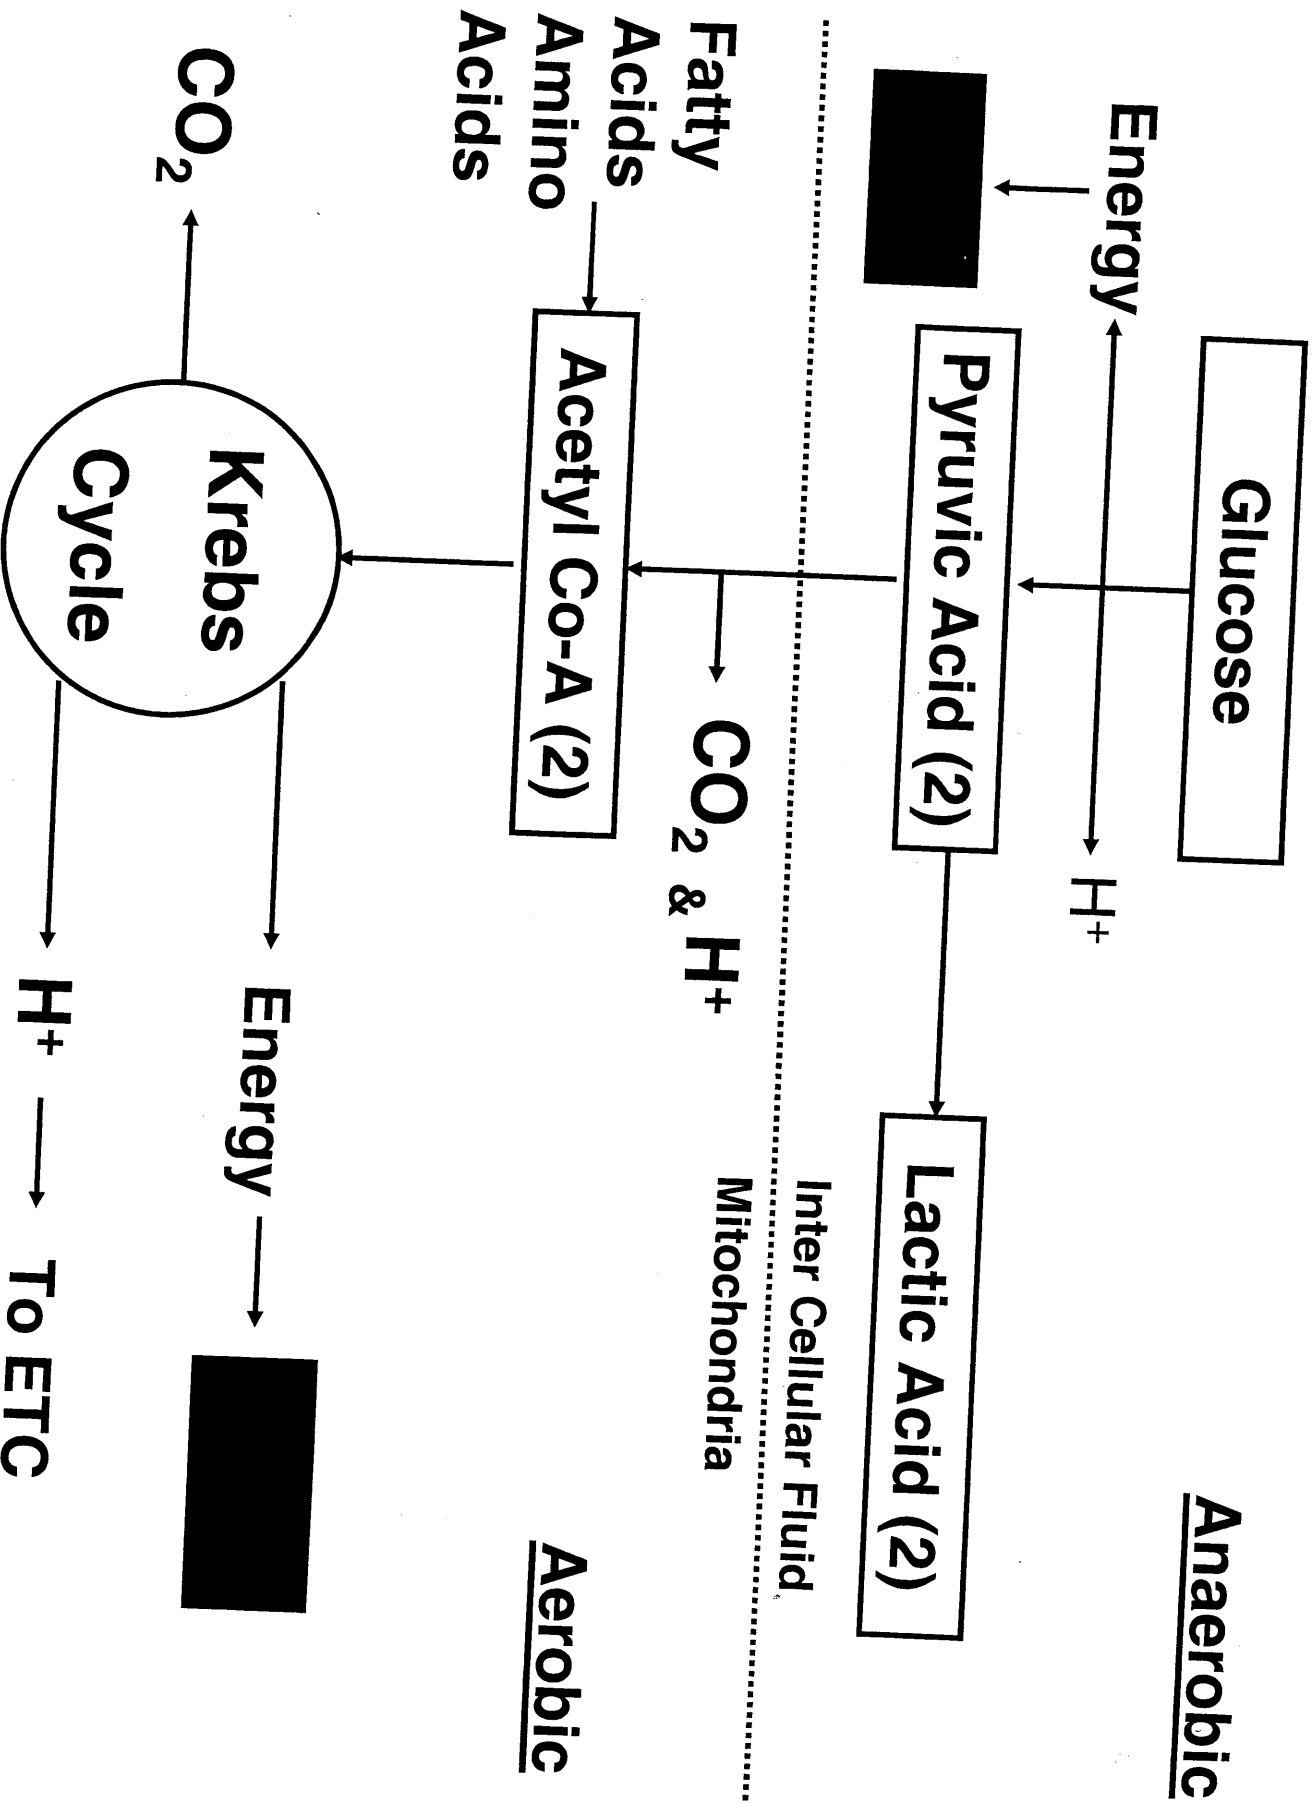 Anaerobic
Glucose
Energy
H+
Pyruvic Acid (2)
Lactic Acid (2)
Inter Cellular Fluid
Mitochondria
Fatty
Acids
Amino
Acids
CO2 & H+
Acetyl Co-A (2)
Aerobic
Krebs
Cycle
CO2
Energy
H+
To ETC